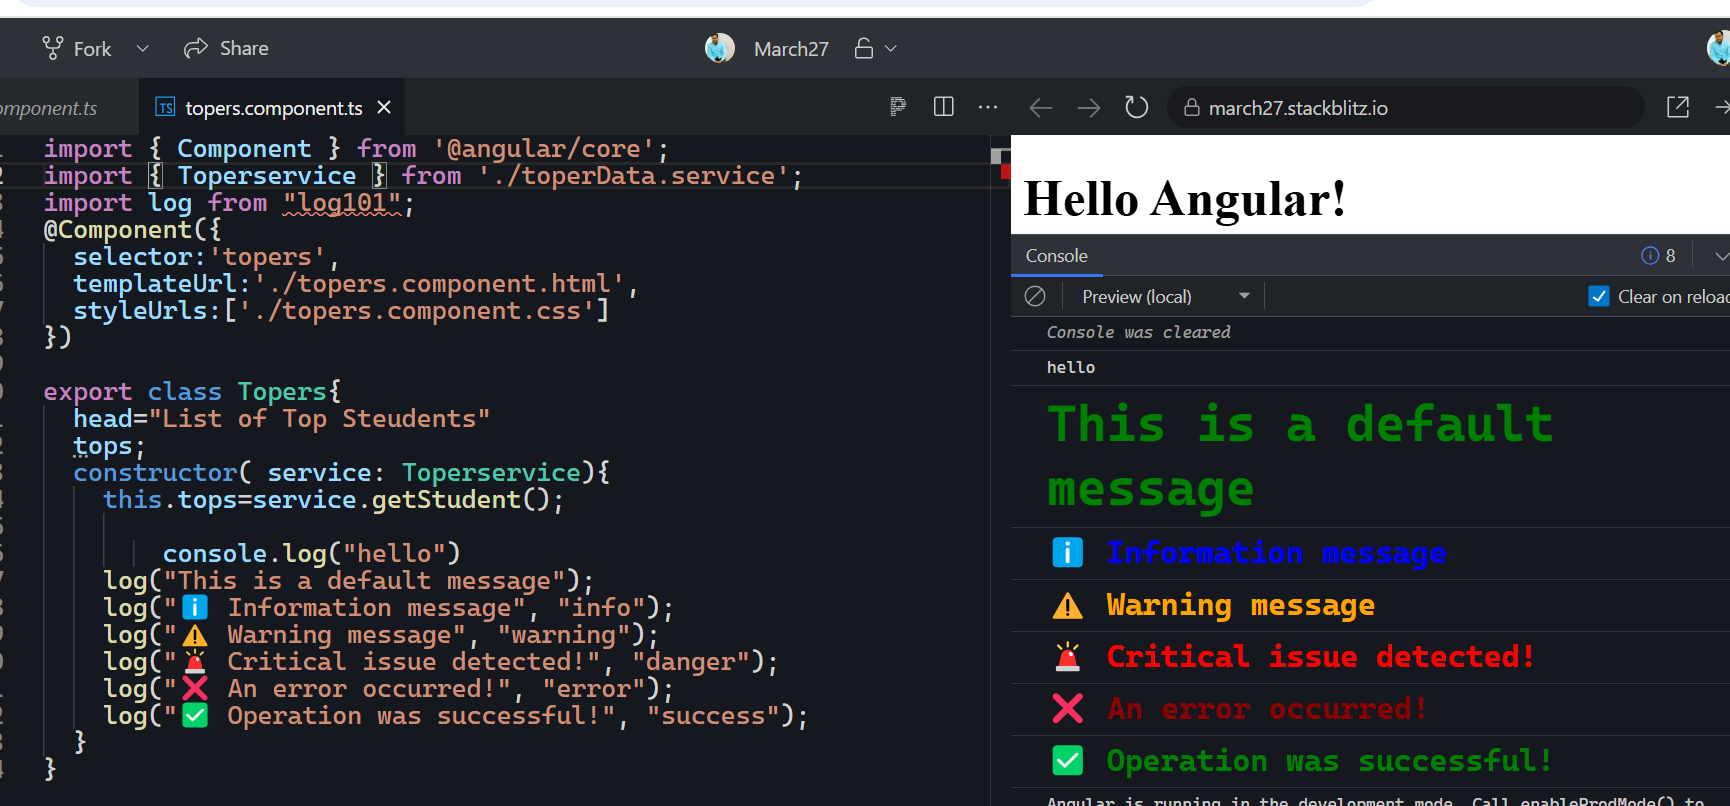 Fork
Share
March27
omponent.ts
TS topers.component.ts
march27.stackblitz.io
import { Component } from '@angular/core';
import { Toperservice } from './toperData.service';
import log from "log101";
@Component({
selector:'topers',
templateUrl:'./topers.component.html',
styleUrls:['./topers.component.css']
})
export class Topers{
head="List of Top Steudents"
tops;
constructor( service: Toperservice){
this.tops=service.getStudent();
console.log("hello")
log("This is a default message");
log("ℹ️ Information message", "info");
log("⚠️ Warning message", "warning");
log("🚨 Critical issue detected!", "danger");
log("❌ An error occurred!", "error");
log("✅ Operation was successful!", "success");
}
}
Hello Angular!
Console
8
Preview (local)
Clear on reload
Console was cleared
hello
This is a default
message
ℹ️ Information message
⚠️ Warning message
🚨 Critical issue detected!
❌ An error occurred!
✅ Operation was successful!
Angular is running in the development mode. Call enableProdMode() to